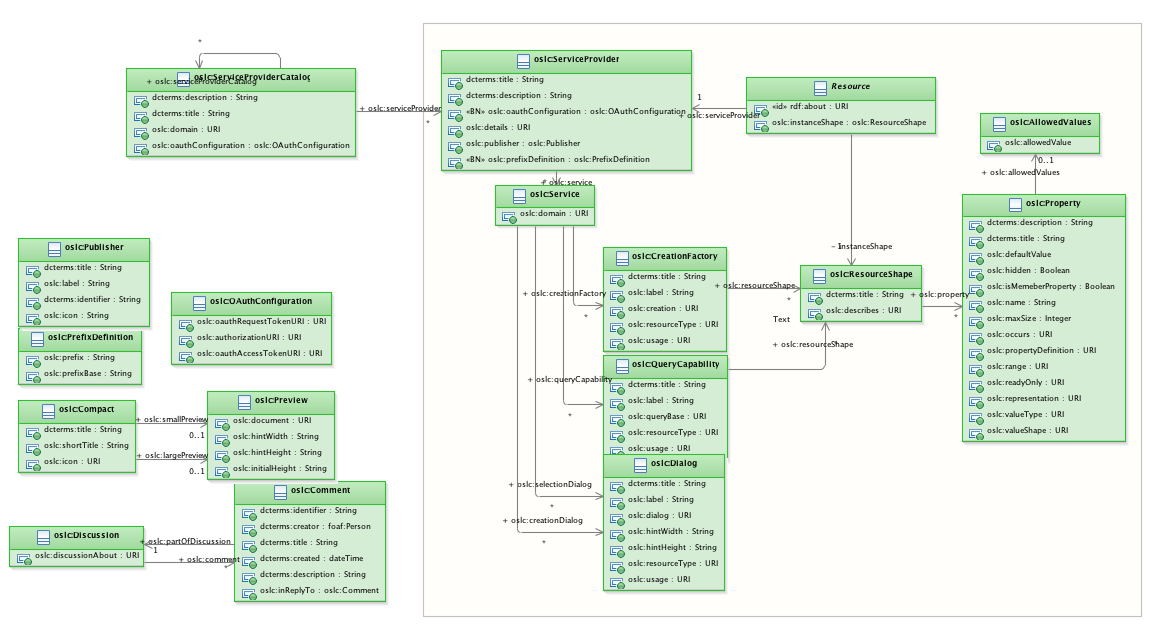 *
oslc:ServiceProviderCatalog
+ oslc:serviceProviderCatalog
dcterms:description : String
dcterms:title : String
oslc:domain : URI
oslc:oauthConfiguration : oslc:OAuthConfiguration
+ oslc:serviceProvider
*
oslc:ServiceProvider
dcterms:title : String
dcterms:description : String
«BN» oslc:oauthConfiguration : oslc:OAuthConfiguration
oslc:details : URI
oslc:publisher : oslc:Publisher
«BN» oslc:prefixDefinition : PrefixDefinition
1
+ oslc:serviceProvider
Resource
«id» rdf:about : URI
oslc:instanceShape : oslc:ResourceShape
oslc:AllowedValues
oslc:allowedValue
0..1
+ oslc:allowedValues
* oslc:service
oslc:Service
oslc:domain : URI
oslc:Property
dcterms:description : String
dcterms:title : String
oslc:defaultValue
oslc:hidden : Boolean
oslc:isMemeberProperty : Boolean
oslc:name : String
oslc:maxSize : Integer
oslc:occurs : URI
oslc:propertyDefinition : URI
oslc:range : URI
oslc:readyOnly : URI
oslc:representation : URI
oslc:valueType : URI
oslc:valueShape : URI
oslc:Publisher
dcterms:title : String
oslc:label : String
dcterms:identifier : String
oslc:icon : String
oslc:PrefixDefinition
oslc:prefix : String
oslc:prefixBase : String
oslc:OAuthConfiguration
oslc:oauthRequestTokenURI : URI
oslc:authorizationURI : URI
oslc:oauthAccessTokenURI : URI
oslc:CreationFactory
dcterms:title : String
oslc:label : String
oslc:creation : URI
oslc:resourceType : URI
oslc:usage : URI
+ oslc:creationFactory
*
+ oslc:resourceShape
*
instanceShape
oslc:ResourceShape
dcterms:title : String
oslc:describes : URI
+ oslc:property
*
Text
+ oslc:resourceShape
oslc:QueryCapability
dcterms:title : String
oslc:label : String
oslc:queryBase : URI
oslc:resourceType : URI
oslc:usage : URI
+ oslc:queryCapability
*
oslc:Dialog
dcterms:title : String
oslc:label : String
oslc:dialog : URI
oslc:hintWidth : String
oslc:hintHeight : String
oslc:resourceType : URI
oslc:usage : URI
+ oslc:selectionDialog
*
+ oslc:creationDialog
*
oslc:Compact
dcterms:title : String
oslc:shortTitle : String
oslc:icon : URI
+ oslc:smallPreview
0..1
+ oslc:largePreview
0..1
oslc:Preview
oslc:document : URI
oslc:hintWidth : String
oslc:hintHeight : String
oslc:initialHeight : String
oslc:Comment
dcterms:identifier : String
dcterms:creator : foaf:Person
dcterms:title : String
dcterms:created : dateTime
dcterms:description : String
oslc:inReplyTo : oslc:Comment
oslc:Discussion
oslc:discussionAbout : URI
+ oslc:partOfDiscussion
1
+ oslc:comment
*